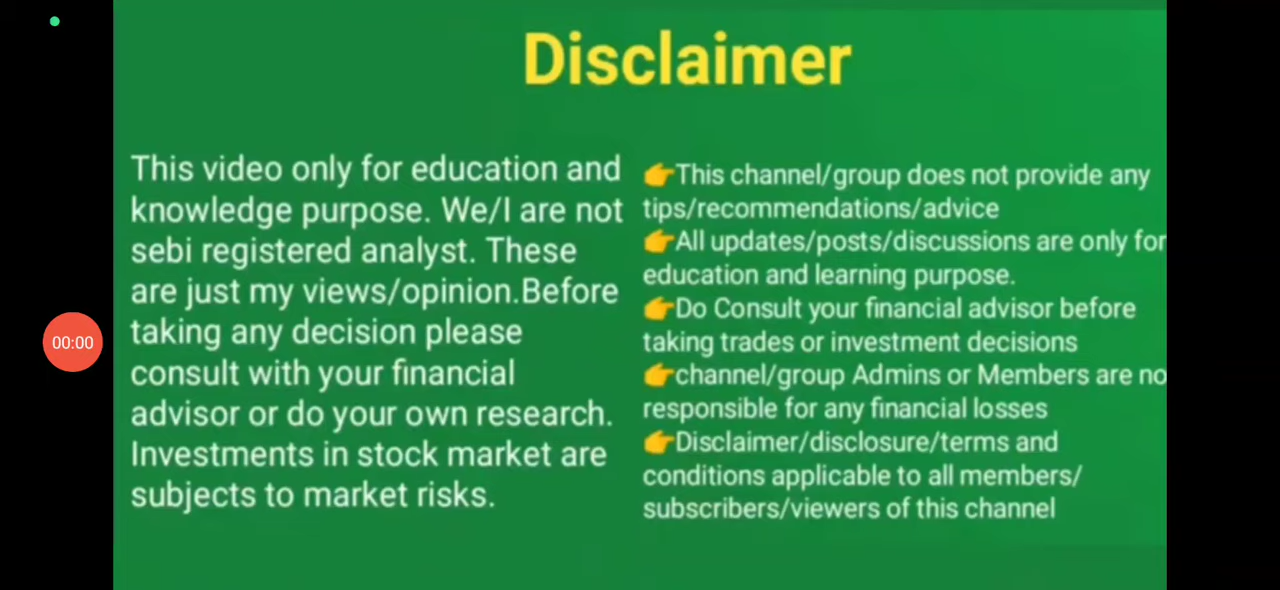 Disclaimer
This video only for education and
knowledge purpose. We/I are not
sebi registered analyst. These
are just my views/opinion.Before
taking any decision please
consult with your financial
advisor or do your own research.
Investments in stock market are
subjects to market risks.
👉This channel/group does not provide any
tips/recommendations/advice
👉All updates/posts/discussions are only for
education and learning purpose.
👉Do Consult your financial advisor before
taking trades or investment decisions
👉channel/group Admins or Members are no
responsible for any financial losses
👉Disclaimer/disclosure/terms and
conditions applicable to all members/
subscribers/viewers of this channel
00:00